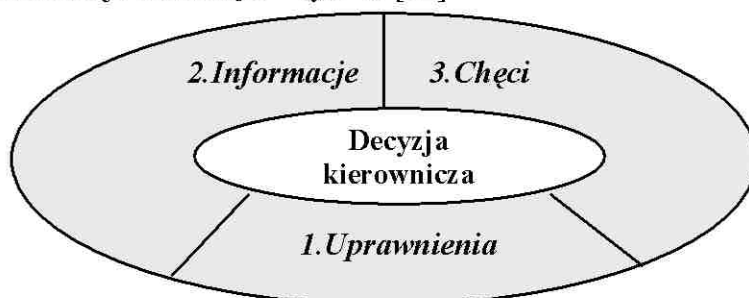 2.Informacje
3.Chęci
Decyzja
kierownicza
1.Uprawnienia